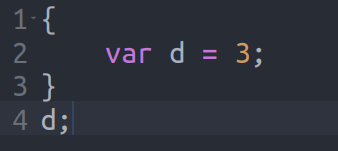 1 {
2     var d = 3;
3 }
4 d;